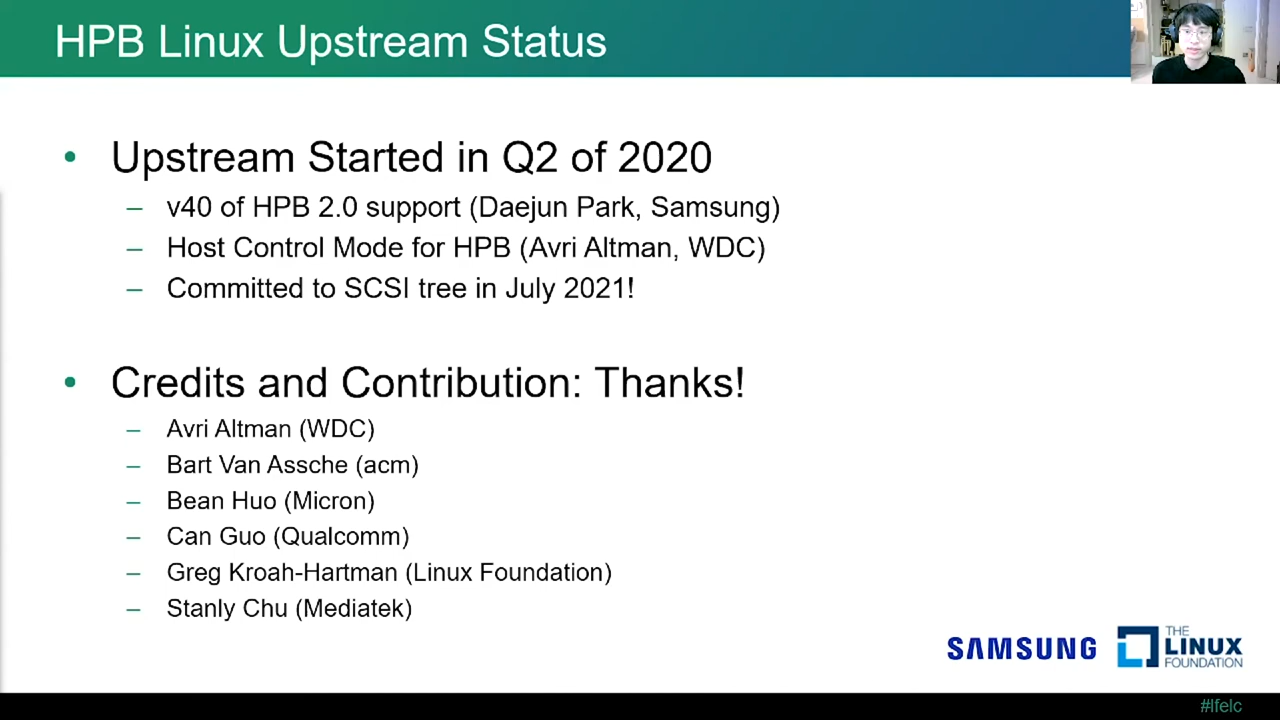 HPB Linux Upstream Status
• Upstream Started in Q2 of 2020
– v40 of HPB 2.0 support (Daejun Park, Samsung)
– Host Control Mode for HPB (Avri Altman, WDC)
– Committed to SCSI tree in July 2021!
• Credits and Contribution: Thanks!
– Avri Altman (WDC)
– Bart Van Assche (acm)
– Bean Huo (Micron)
– Can Guo (Qualcomm)
– Greg Kroah-Hartman (Linux Foundation)
– Stanly Chu (Mediatek)
SAMSUNG
THE
LINUX
FOUNDATION
#lfelc